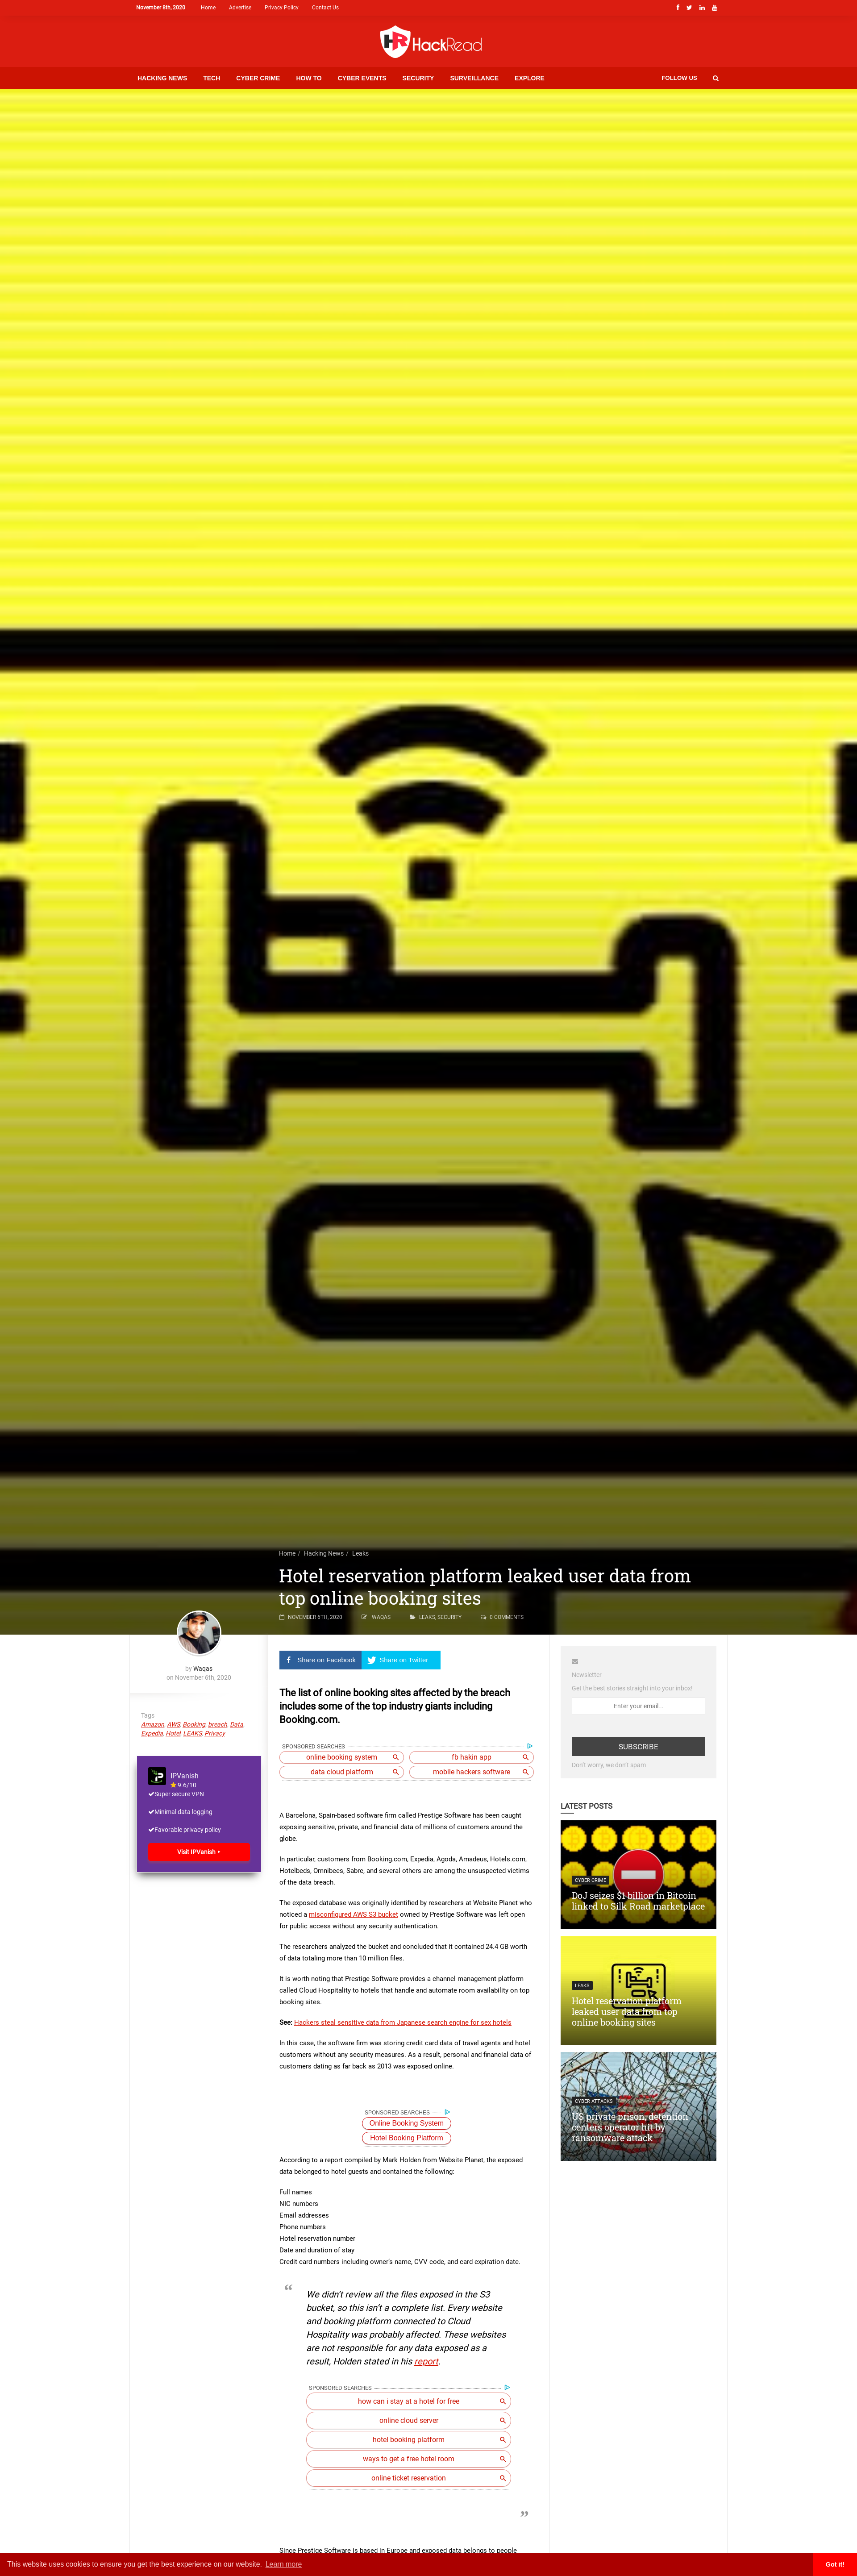 November 8th, 2020 Home Advertise Privacy Policy Contact Us
HR HackRead
HACKING NEWS TECH CYBER CRIME HOW TO CYBER EVENTS SECURITY SURVEILLANCE EXPLORE FOLLOW US
Home / Hacking News / Leaks
Hotel reservation platform leaked user data from
top online booking sites
NOVEMBER 6TH, 2020 WAQAS LEAKS, SECURITY 0 COMMENTS
by Waqas
on November 6th, 2020
Tags
Amazon, AWS, Booking, breach, Data,
Expedia, Hotel, LEAKS, Privacy
IPVanish
9.6/10
Super secure VPN
Minimal data logging
Favorable privacy policy
Visit IPVanish
Share on Facebook Share on Twitter
The list of online booking sites affected by the breach
includes some of the top industry giants including
Booking.com.
SPONSORED SEARCHES
online booking system fb hakin app
data cloud platform mobile hackers software
A Barcelona, Spain-based software firm called Prestige Software has been caught
exposing sensitive, private, and financial data of millions of customers around the
globe.
In particular, customers from Booking.com, Expedia, Agoda, Amadeus, Hotels.com,
Hotelbeds, Omnibees, Sabre, and several others are among the unsuspected victims
of the data breach.
The exposed database was originally identified by researchers at Website Planet who
noticed a misconfigured AWS S3 bucket owned by Prestige Software was left open
for public access without any security authentication.
The researchers analyzed the bucket and concluded that it contained 24.4 GB worth
of data totaling more than 10 million files.
It is worth noting that Prestige Software provides a channel management platform
called Cloud Hospitality to hotels that handle and automate room availability on top
booking sites.
See: Hackers steal sensitive data from Japanese search engine for sex hotels
In this case, the software firm was storing credit card data of travel agents and hotel
customers without any security measures. As a result, personal and financial data of
customers dating as far back as 2013 was exposed online.
SPONSORED SEARCHES
Online Booking System
Hotel Booking Platform
According to a report compiled by Mark Holden from Website Planet, the exposed
data belonged to hotel guests and contained the following:
Full names
NIC numbers
Email addresses
Phone numbers
Hotel reservation number
Date and duration of stay
Credit card numbers including owner's name, CVV code, and card expiration date.
“
We didn't review all the files exposed in the S3
bucket, so this isn't a complete list. Every website
and booking platform connected to Cloud
Hospitality was probably affected. These websites
are not responsible for any data exposed as a
result, Holden stated in his report.
SPONSORED SEARCHES
how can i stay at a hotel for free
online cloud server
hotel booking platform
ways to get a free hotel room
online ticket reservation
”
Since Prestige Software is based in Europe and exposed data belongs to people
Newsletter
Get the best stories straight into your inbox!
Enter your email...
SUBSCRIBE
Don't worry, we don't spam
LATEST POSTS
CYBER CRIME
DoJ seizes $1 billion in Bitcoin
linked to Silk Road marketplace
LEAKS
Hotel reservation platform
leaked user data from top
online booking sites
CYBER ATTACKS
US private prison, detention
centers operator hit by
ransomware attack
This website uses cookies to ensure you get the best experience on our website. Learn more Got it!